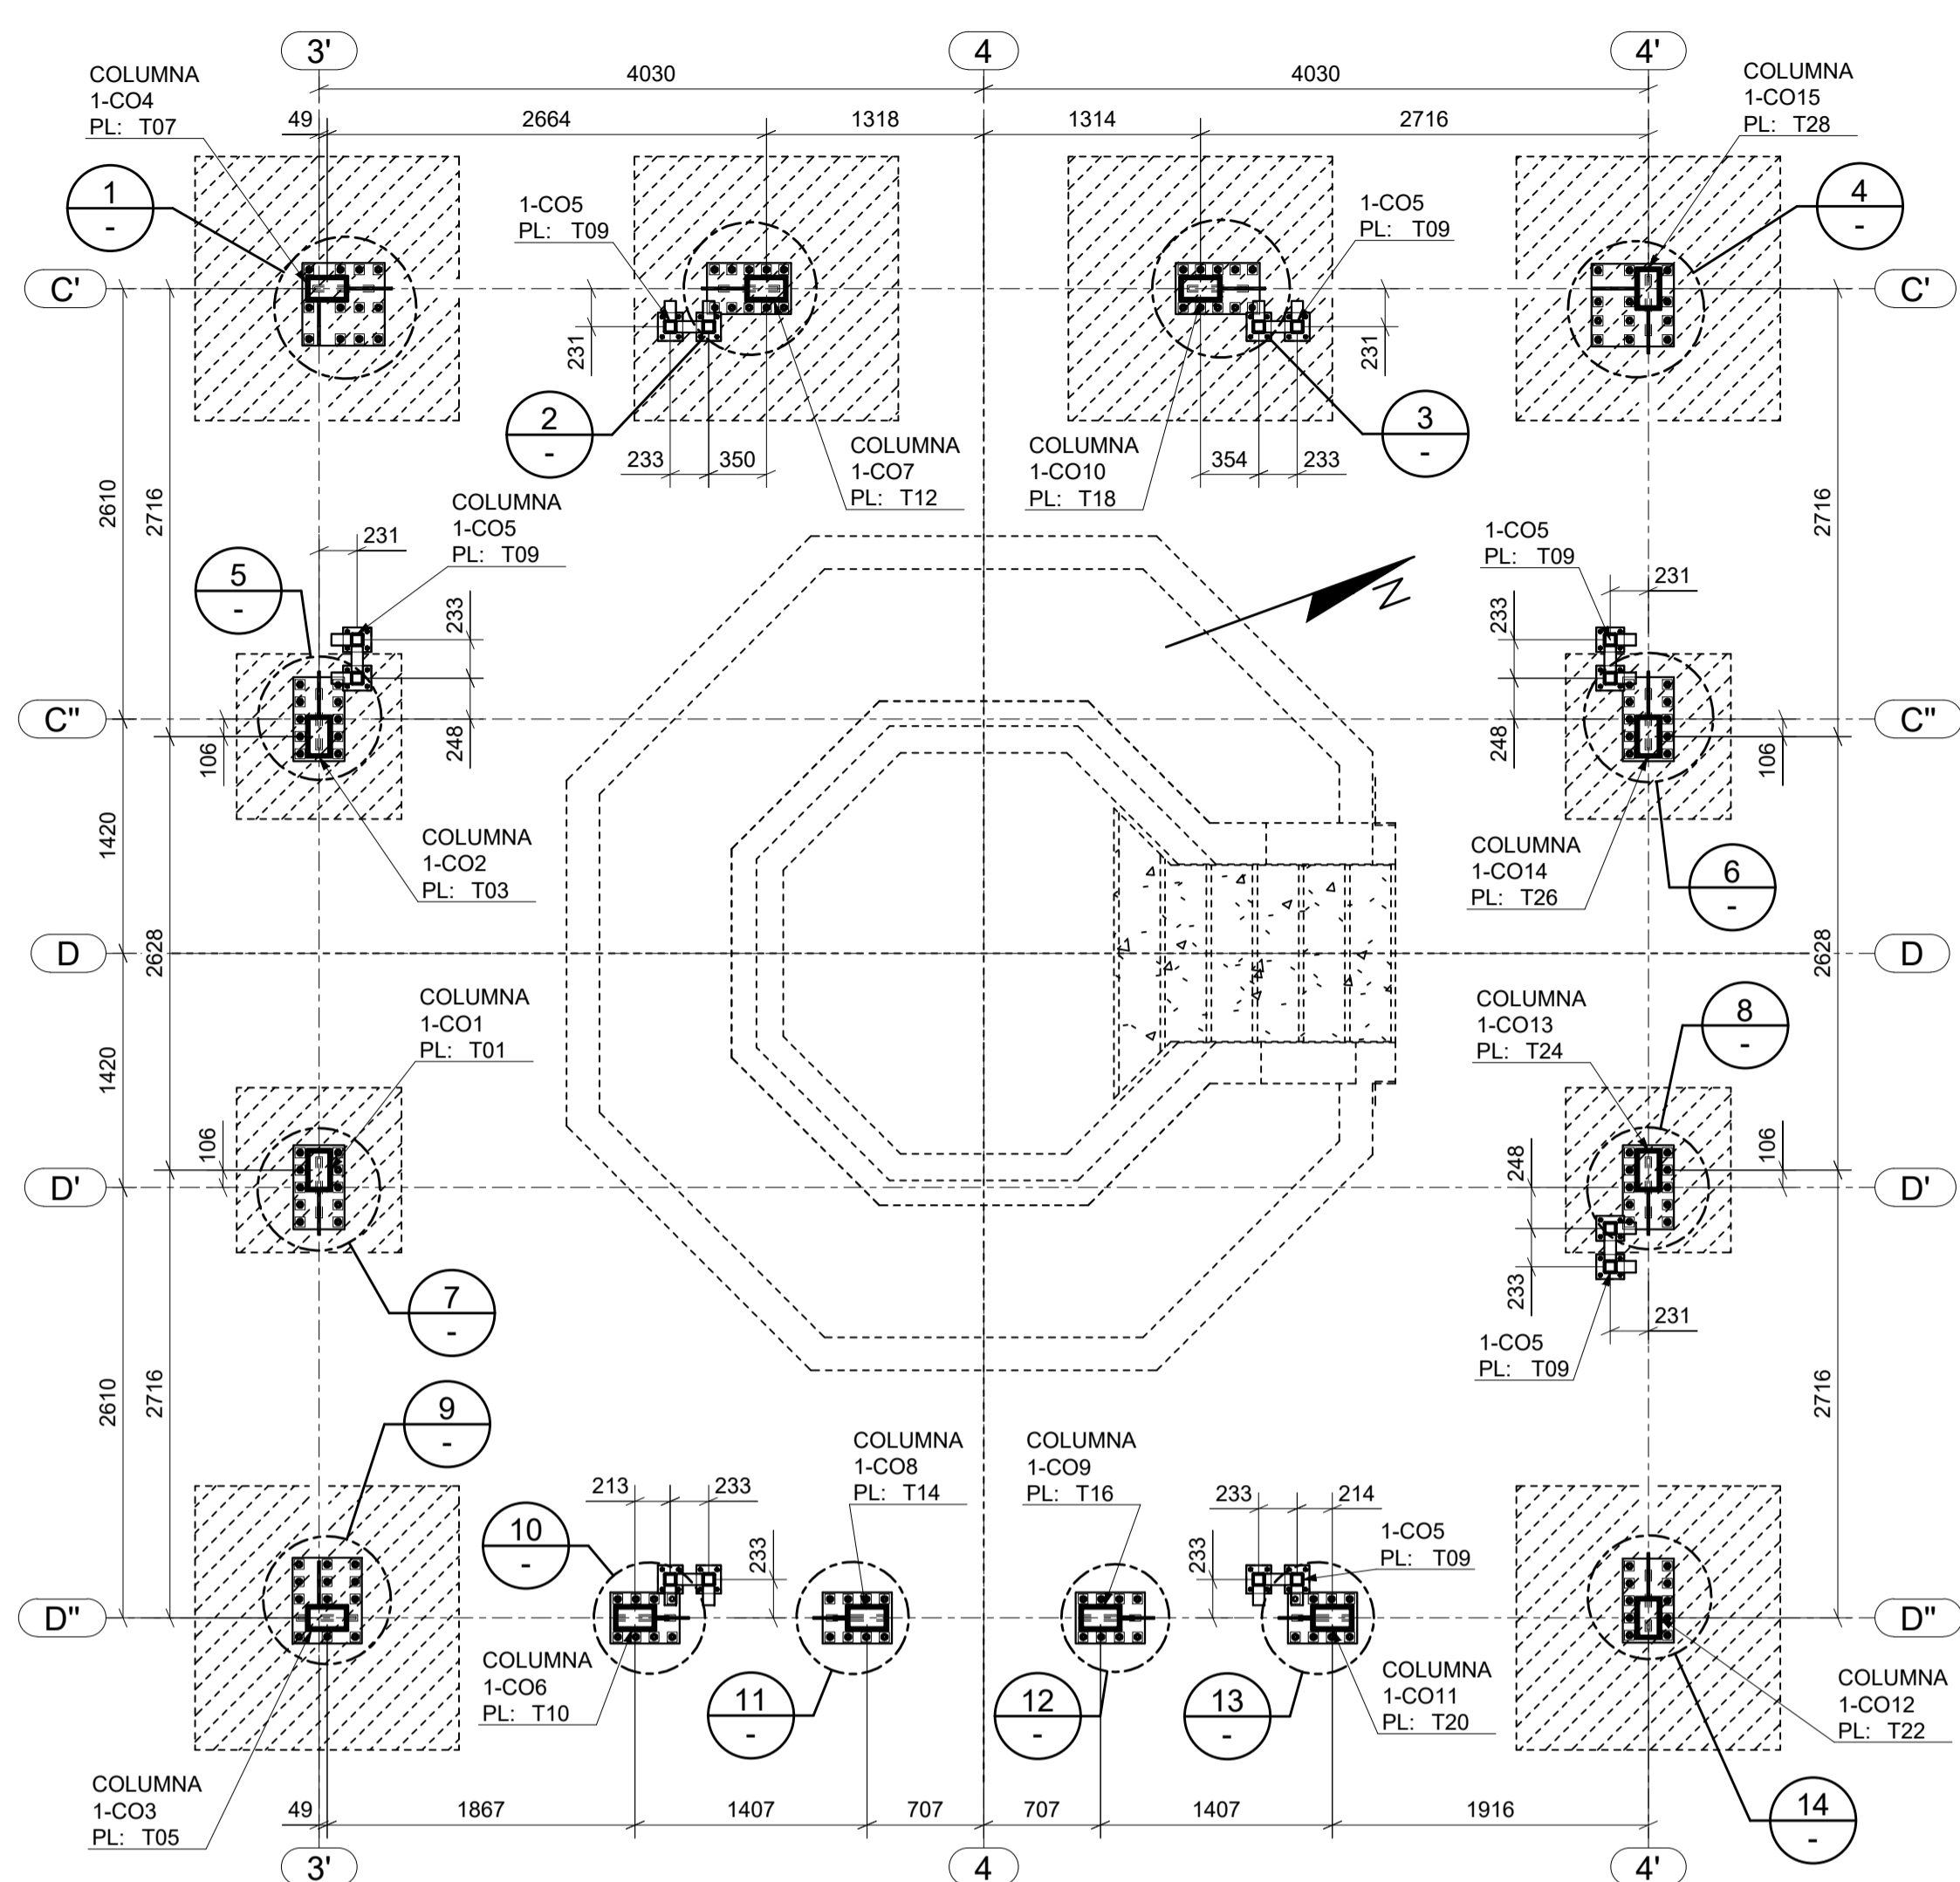 3'
4
4'
4030
4030
COLUMNA
1-CO4
PL: T07
COLUMNA
1-CO15
PL: T28
49
2664
1318
1314
2716
1
-
4
-
1-CO5
PL: T09
1-CO5
PL: T09
C'
C'
231
231
2
-
3
-
233
350
354
233
COLUMNA
1-CO7
PL: T12
COLUMNA
1-CO10
PL: T18
2610
2716
2716
COLUMNA
1-CO5
PL: T09
231
1-CO5
PL: T09
231
N
5
-
233
233
C''
C''
106
248
248
106
COLUMNA
1-CO2
PL: T03
COLUMNA
1-CO14
PL: T26
6
-
1420
D
D
2628
2628
COLUMNA
1-CO1
PL: T01
COLUMNA
1-CO13
PL: T24
8
-
1420
106
248
106
D'
D'
7
-
233
231
1-CO5
PL: T09
2610
2716
2716
9
-
COLUMNA
1-CO8
PL: T14
COLUMNA
1-CO9
PL: T16
213
233
233
214
10
-
233
233
1-CO5
PL: T09
D''
D''
COLUMNA
1-CO6
PL: T10
11
-
12
-
13
-
COLUMNA
1-CO11
PL: T20
COLUMNA
1-CO12
PL: T22
COLUMNA
1-CO3
PL: T05
14
-
49
1867
1407
707
707
1407
1916
3'
4
4'